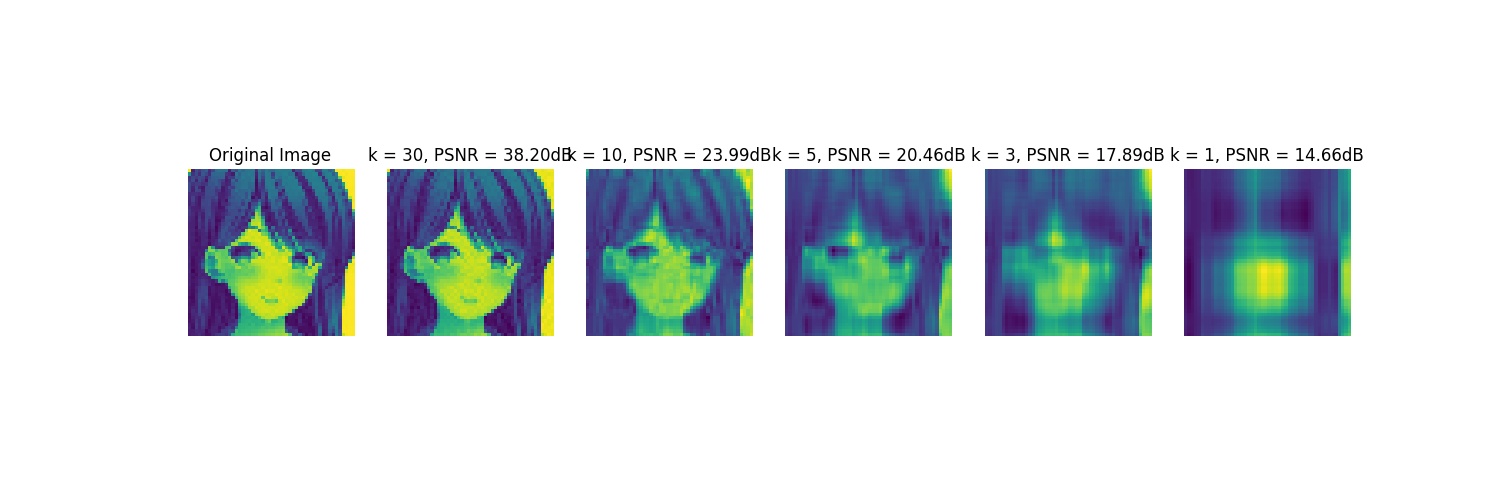 Original Image
k = 30, PSNR = 38.20dB
k = 10, PSNR = 23.99dB
k = 5, PSNR = 20.46dB
k = 3, PSNR = 17.89dB
k = 1, PSNR = 14.66dB